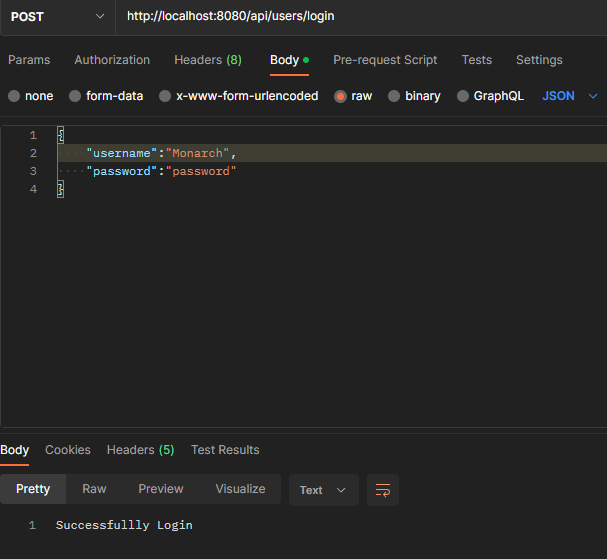 POST http://localhost:8080/api/users/login
Params Authorization Headers (8) Body Pre-request Script Tests Settings
none form-data x-www-form-urlencoded raw binary GraphQL JSON
1 {
2 "username":"Monarch",
3 "password":"password"
4 }
Body Cookies Headers (5) Test Results
Pretty Raw Preview Visualize Text
1 Successfullly Login